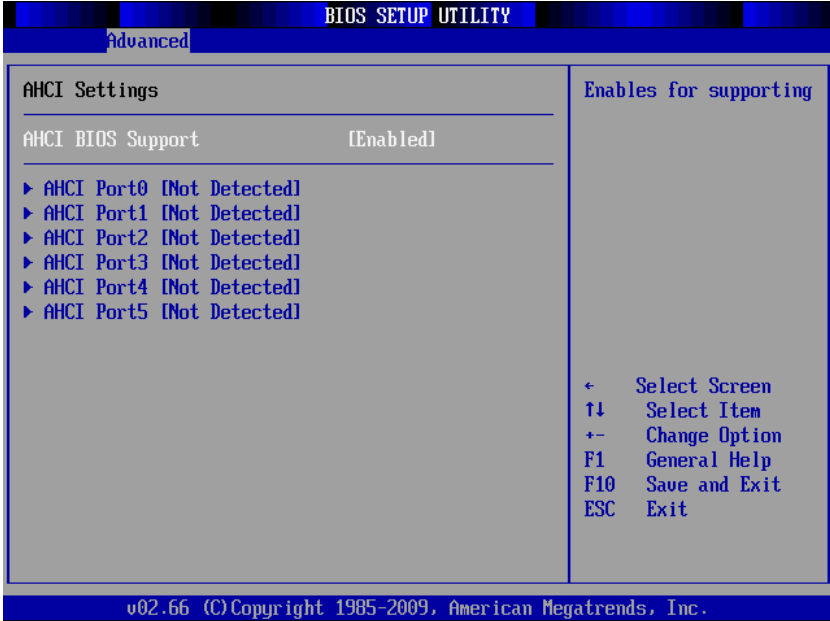 BIOS SETUP UTILITY
Advanced
AHCI Settings
AHCI BIOS Support [Enabled]
AHCI Port0 [Not Detected]
AHCI Port1 [Not Detected]
AHCI Port2 [Not Detected]
AHCI Port3 [Not Detected]
AHCI Port4 [Not Detected]
AHCI Port5 [Not Detected]
Enables for supporting
← Select Screen
↑↓ Select Item
+- Change Option
F1 General Help
F10 Save and Exit
ESC Exit
v02.66 (C)Copyright 1985-2009, American Megatrends, Inc.